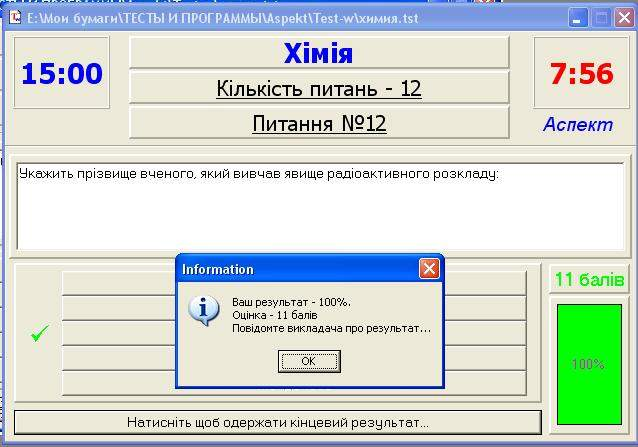 E:\Мои бумаги\ТЕСТЫ И ПРОГРАММЫ\Aspekt\Test-w\химия.tst
15:00
Хімія
7:56
Кількість питань - 12
Питання №12
Аспект
Укажить прізвище вченого, який вивчав явище радіоактивного розкладу:
Information
Ваш результат - 100%.
Оцінка - 11 балів
Повідомте викладача про результат...
OK
11 балів
100%
Натисніть щоб одержати кінцевий результат...